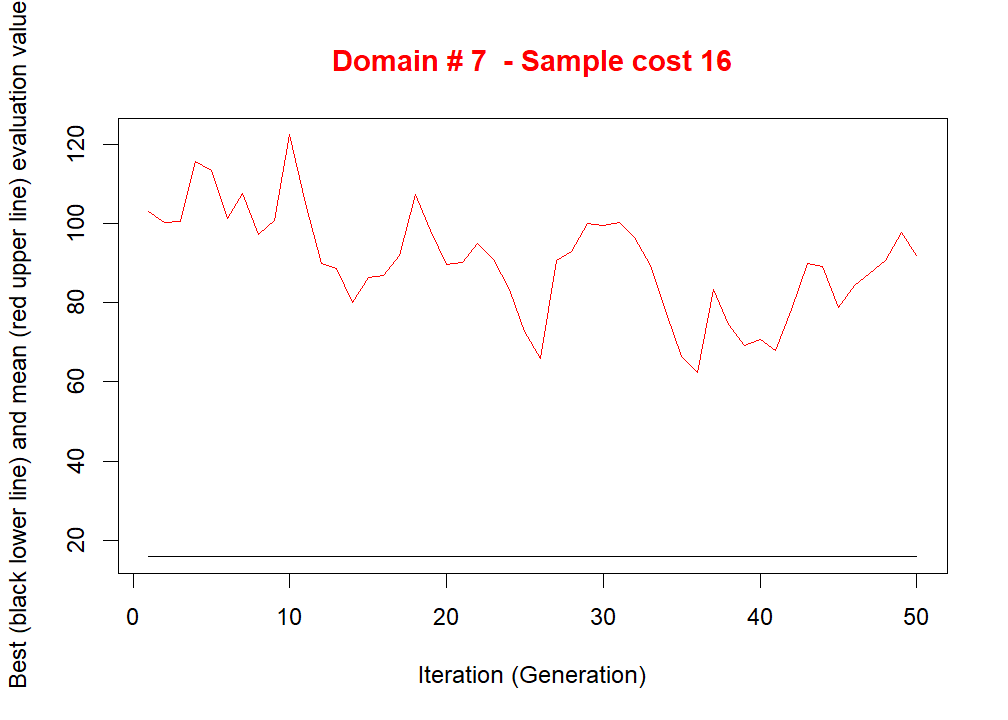 Domain # 7  - Sample cost 16
Best (black lower line) and mean (red upper line) evaluation value
120
100
80
60
40
20
0 10 20 30 40 50
Iteration (Generation)